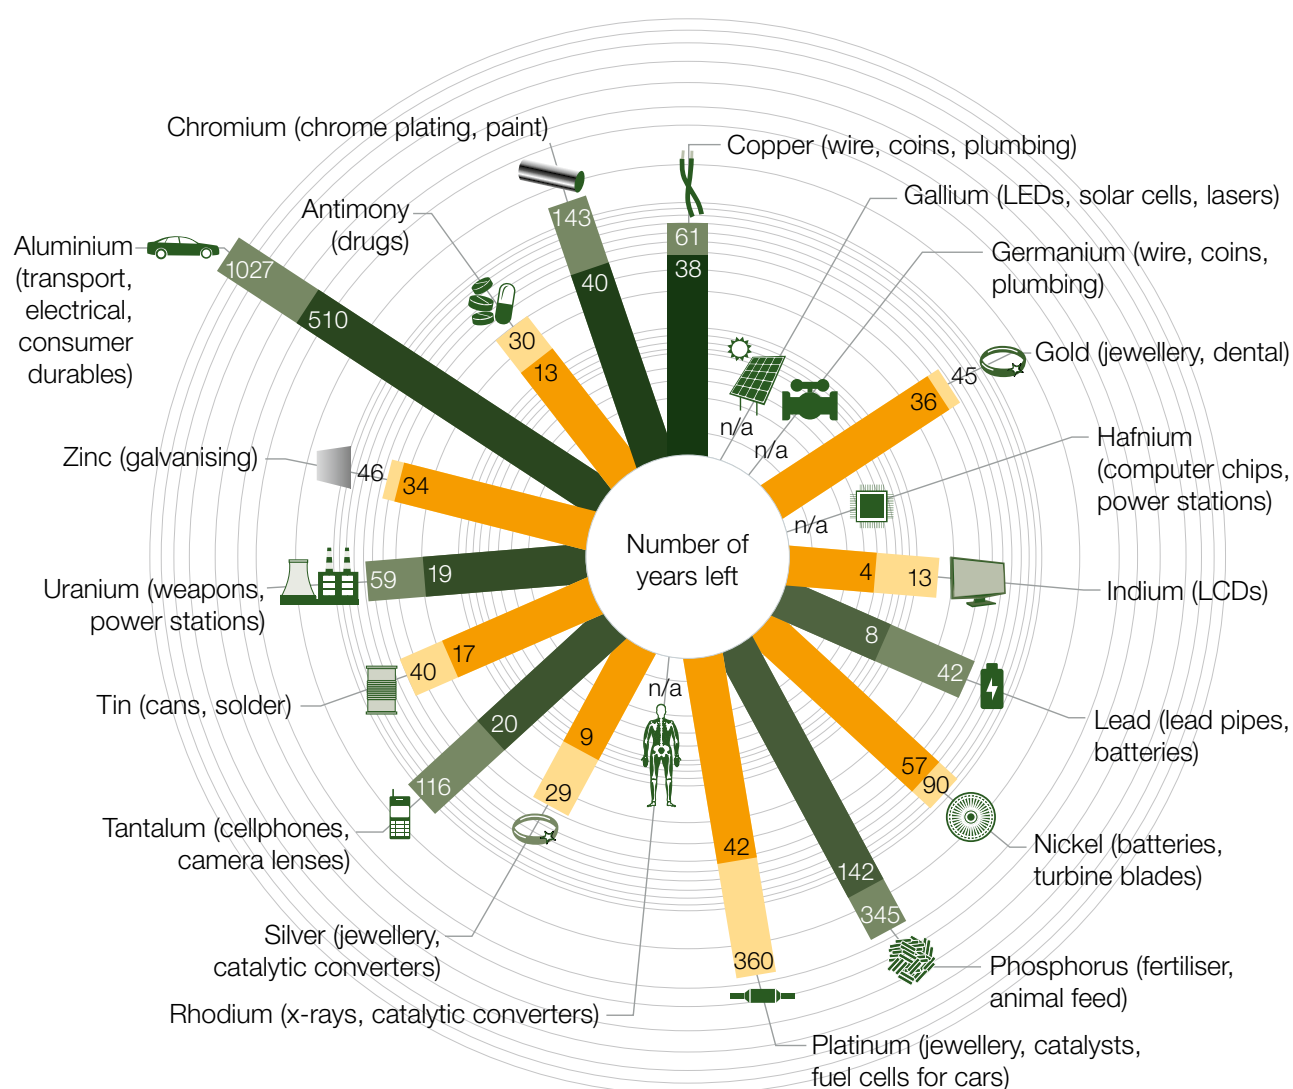 Chromium (chrome plating, paint)
143
40
Copper (wire, coins, plumbing)
61
38
Gallium (LEDs, solar cells, lasers)
n/a
Germanium (wire, coins,
plumbing)
n/a
Gold (jewellery, dental)
45
36
Hafnium
(computer chips,
power stations)
n/a
Indium (LCDs)
4
13
Lead (lead pipes,
batteries)
8
42
Nickel (batteries,
turbine blades)
57
90
Phosphorus (fertiliser,
animal feed)
142
345
Platinum (jewellery, catalysts,
fuel cells for cars)
42
360
Rhodium (x-rays, catalytic converters)
n/a
Silver (jewellery,
catalytic converters)
9
29
Tantalum (cellphones,
camera lenses)
20
116
Tin (cans, solder)
40
17
Uranium (weapons,
power stations)
59
19
Zinc (galvanising)
46
34
Aluminium
(transport,
electrical,
consumer
durables)
1027
510
Antimony
(drugs)
30
13
Number of
years left